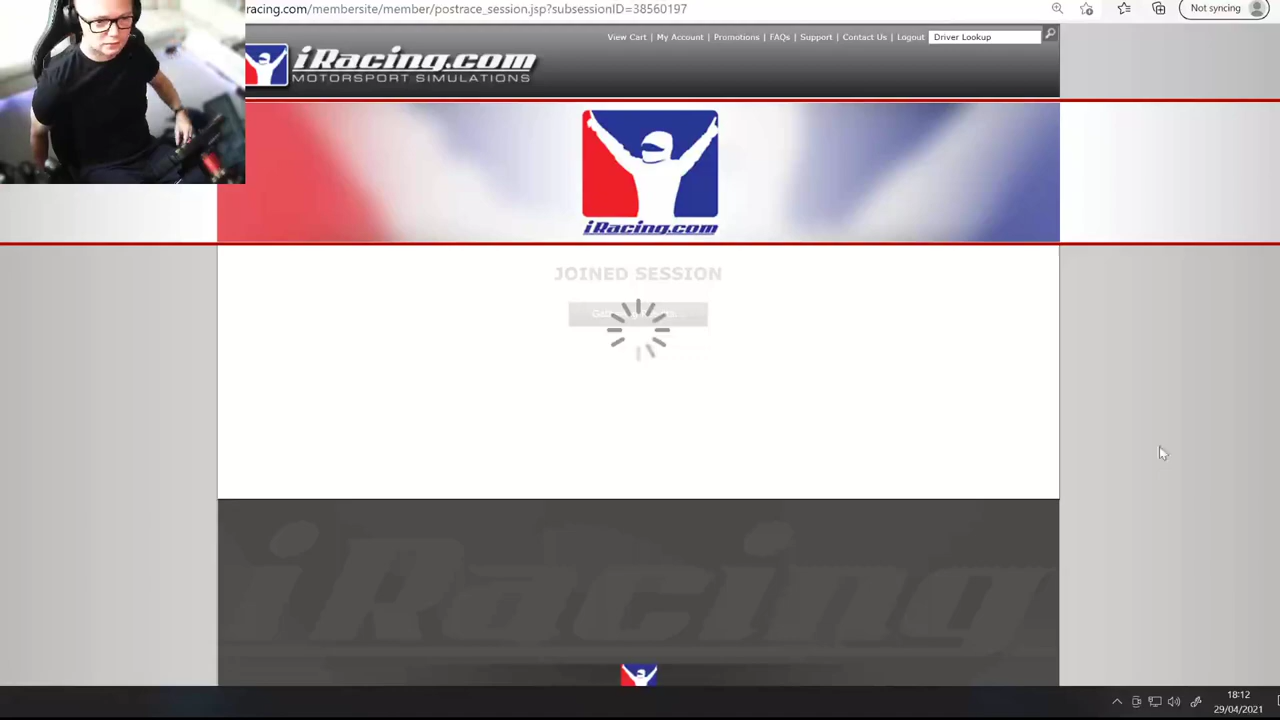 racing.com/membersite/member/postrace_session.jsp?subsessionID=38560197
Not syncing
View Cart | My Account | Promotions | FAQs | Support | Contact Us | Logout
Driver Lookup
iRacing.com
MOTORSPORT SIMULATIONS
iRacing.com
JOINED SESSION
iRacing
18:12
29/04/2021